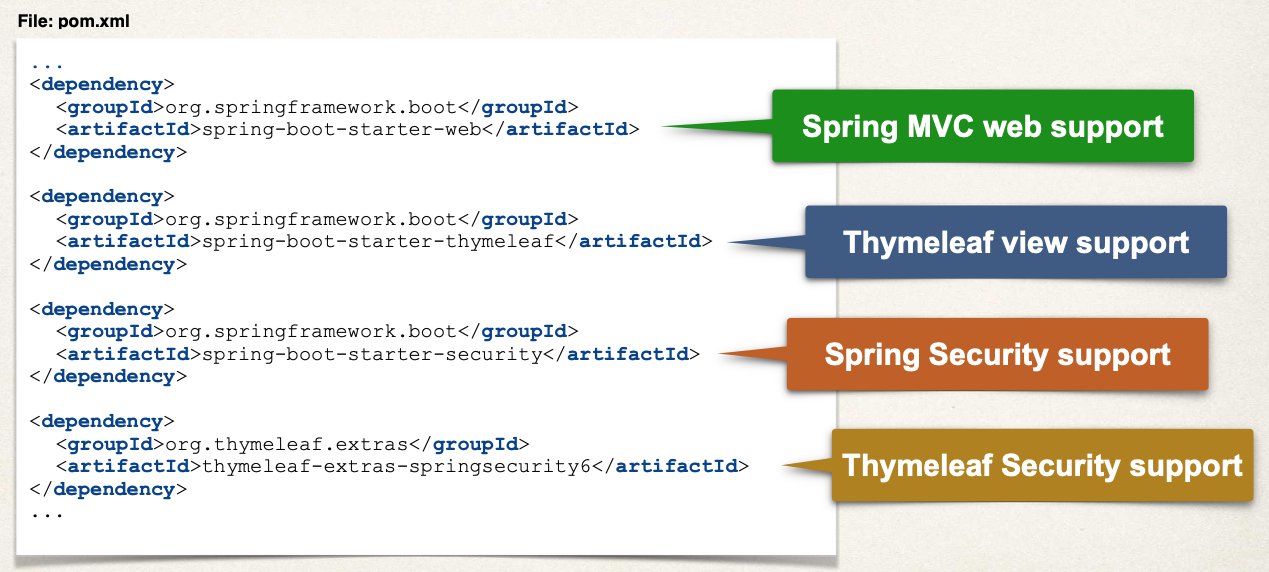 File: pom.xml
...
<dependency>
<groupId>org.springframework.boot</groupId>
<artifactId>spring-boot-starter-web</artifactId>
</dependency>
Spring MVC web support
<dependency>
<groupId>org.springframework.boot</groupId>
<artifactId>spring-boot-starter-thymeleaf</artifactId>
</dependency>
Thymeleaf view support
<dependency>
<groupId>org.springframework.boot</groupId>
<artifactId>spring-boot-starter-security</artifactId>
</dependency>
Spring Security support
<dependency>
<groupId>org.thymeleaf.extras</groupId>
<artifactId>thymeleaf-extras-springsecurity6</artifactId>
</dependency>
Thymeleaf Security support
...